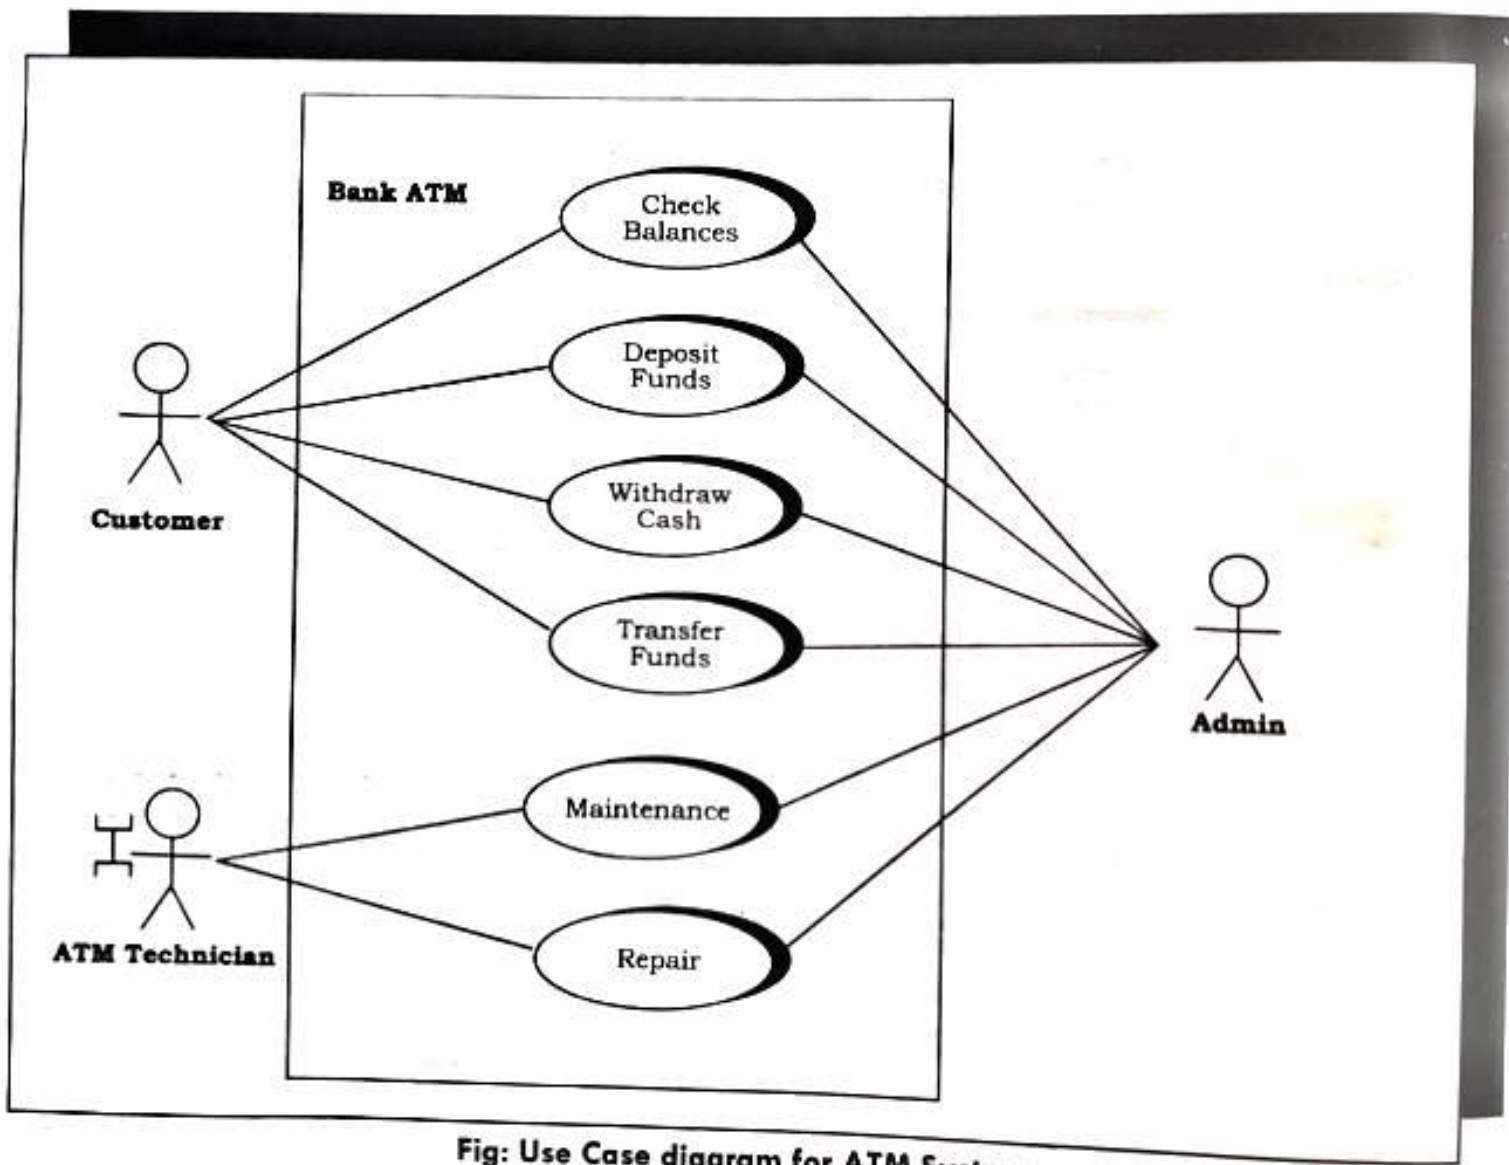 Bank ATM
Check
Balances
Deposit
Funds
Withdraw
Cash
Transfer
Funds
Maintenance
Repair
Customer
ATM Technician
Admin
Fig: Use Case diagram for ATM System